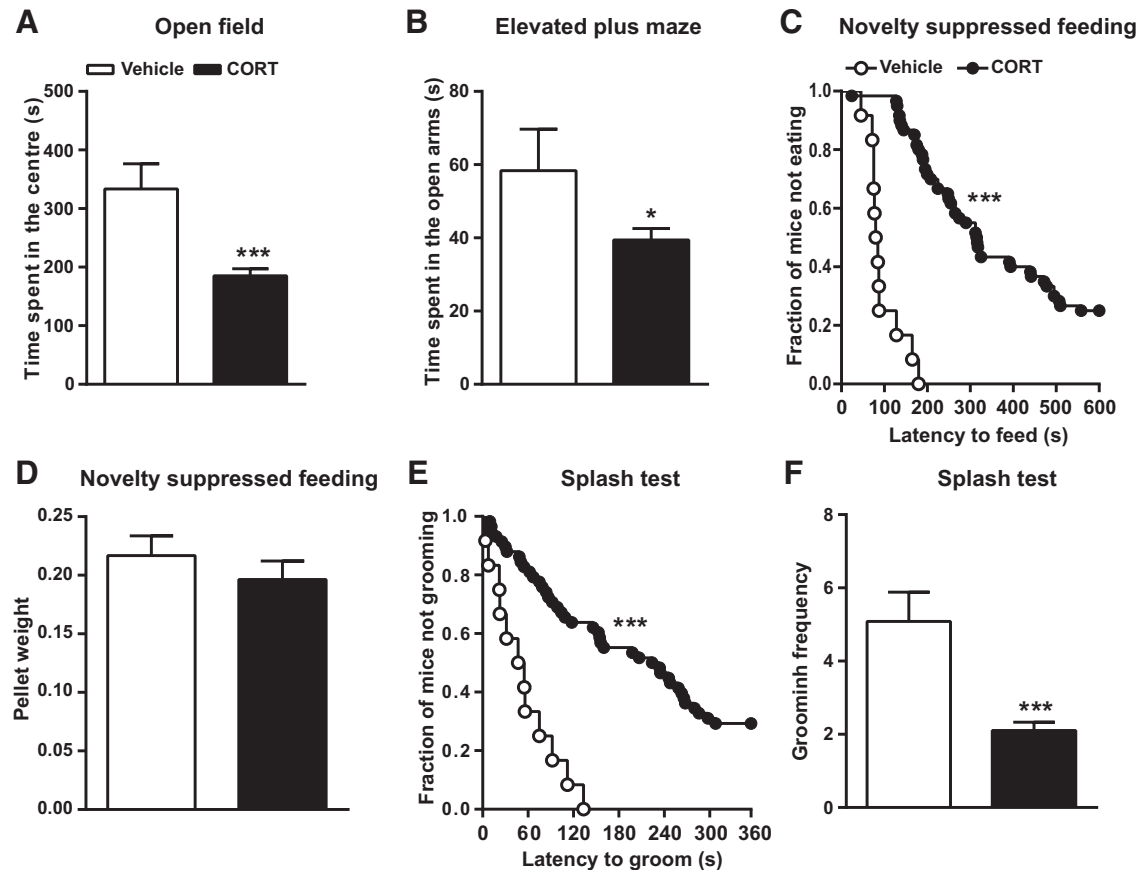 A
Open field
Vehicle CORT
Time spent in the centre (s)
500
400
300
200
100
0
***
B
Elevated plus maze
Time spent in the open arms (s)
80
60
40
20
0
*
C
Novelty suppressed feeding
Vehicle CORT
Fraction of mice not eating
1.0
0.8
0.6
0.4
0.2
0.0
***
0 100 200 300 400 500 600
Latency to feed (s)
D
Novelty suppressed feeding
Pellet weight
0.25
0.20
0.15
0.10
0.05
0.00
E
Splash test
Fraction of mice not grooming
1.0
0.8
0.6
0.4
0.2
0.0
***
0 60 120 180 240 300 360
Latency to groom (s)
F
Splash test
Groominh frequency
8
6
4
2
0
***